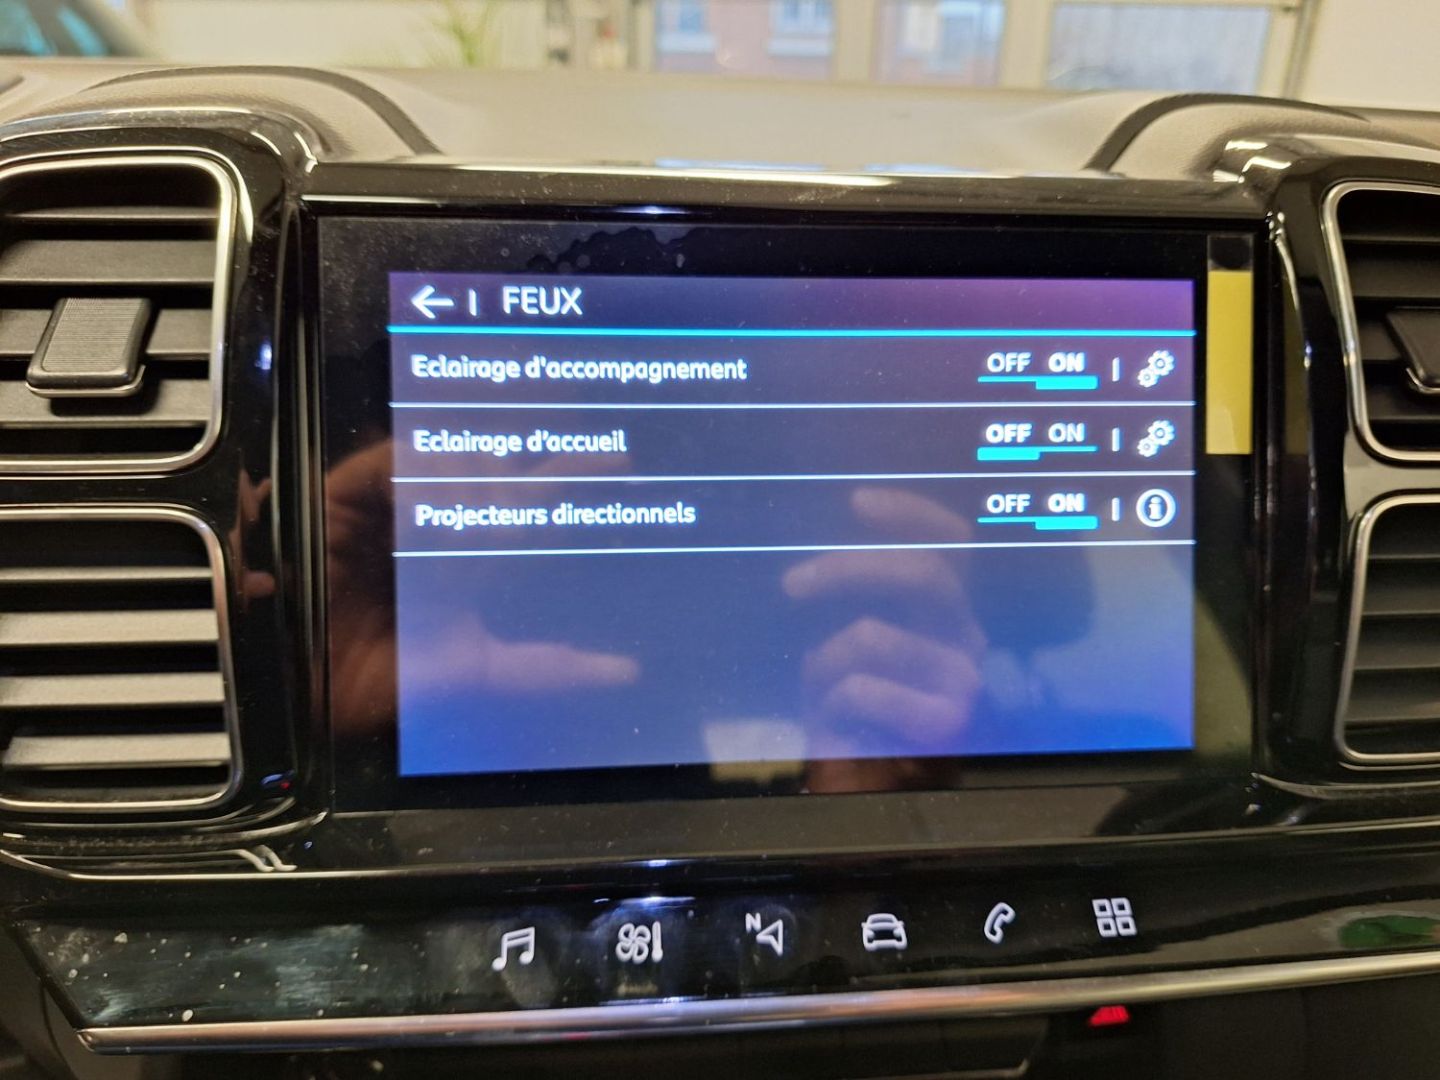 FEUX
Eclairage d'accompagnement OFF ON
Eclairage d'accueil OFF ON
Projecteurs directionnels OFF ON
N